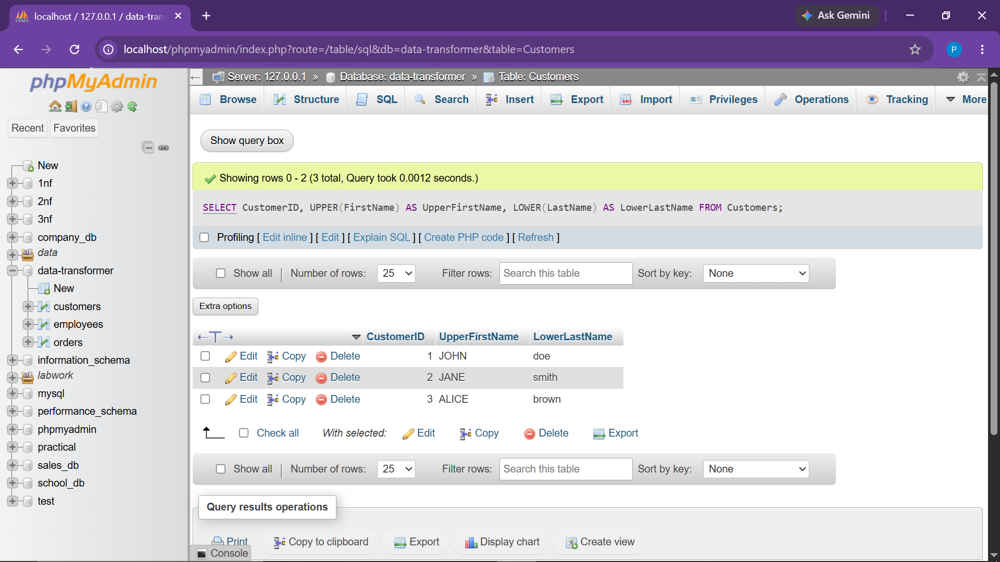 localhost / 127.0.0.1 / data-tran
Ask Gemini
localhost/phpmyadmin/index.php?route=/table/sql&db=data-transformer&table=Customers
P
phpMyAdmin
Recent Favorites
New
1nf
2nf
3nf
company_db
data
data-transformer
New
customers
employees
orders
information_schema
labwork
mysql
performance_schema
phpmyadmin
practical
sales_db
school_db
test
Server: 127.0.0.1 » Database: data-transformer » Table: Customers
Browse Structure SQL Search Insert Export Import Privileges Operations Tracking More
Show query box
Showing rows 0 - 2 (3 total, Query took 0.0012 seconds.)
SELECT CustomerID, UPPER(FirstName) AS UpperFirstName, LOWER(LastName) AS LowerLastName FROM Customers;
Profiling [ Edit inline ] [ Edit ] [ Explain SQL ] [ Create PHP code ] [ Refresh ]
Show all Number of rows: 25 Filter rows: Search this table Sort by key: None
Extra options
←T→ CustomerID UpperFirstName LowerLastName
Edit Copy Delete 1 JOHN doe
Edit Copy Delete 2 JANE smith
Edit Copy Delete 3 ALICE brown
Check all With selected: Edit Copy Delete Export
Show all Number of rows: 25 Filter rows: Search this table Sort by key: None
Query results operations
Print Copy to clipboard Export Display chart Create view
Console